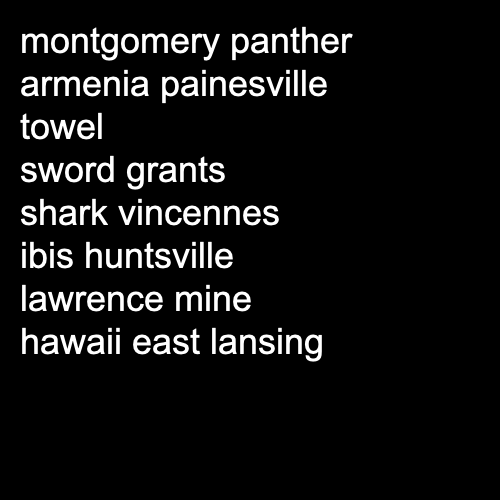 montgomery panther
armenia painesville
towel
sword grants
shark vincennes
ibis huntsville
lawrence mine
hawaii east lansing